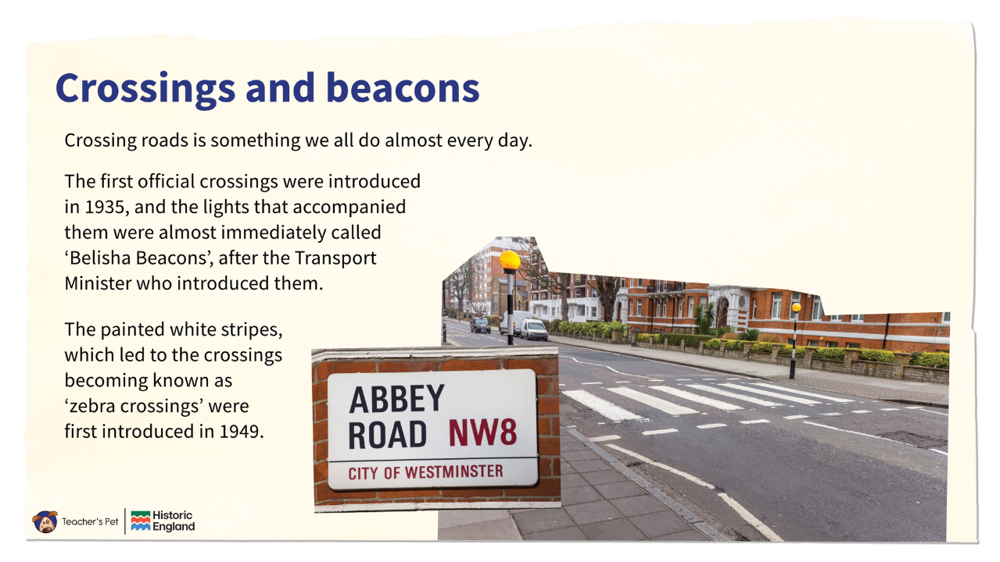 Crossings and beacons
Crossing roads is something we all do almost every day.
The first official crossings were introduced
in 1935, and the lights that accompanied
them were almost immediately called
‘Belisha Beacons’, after the Transport
Minister who introduced them.
The painted white stripes,
which led to the crossings
becoming known as
‘zebra crossings’ were
first introduced in 1949.
ABBEY
ROAD NW8
CITY OF WESTMINSTER
Teacher's Pet
Historic
England